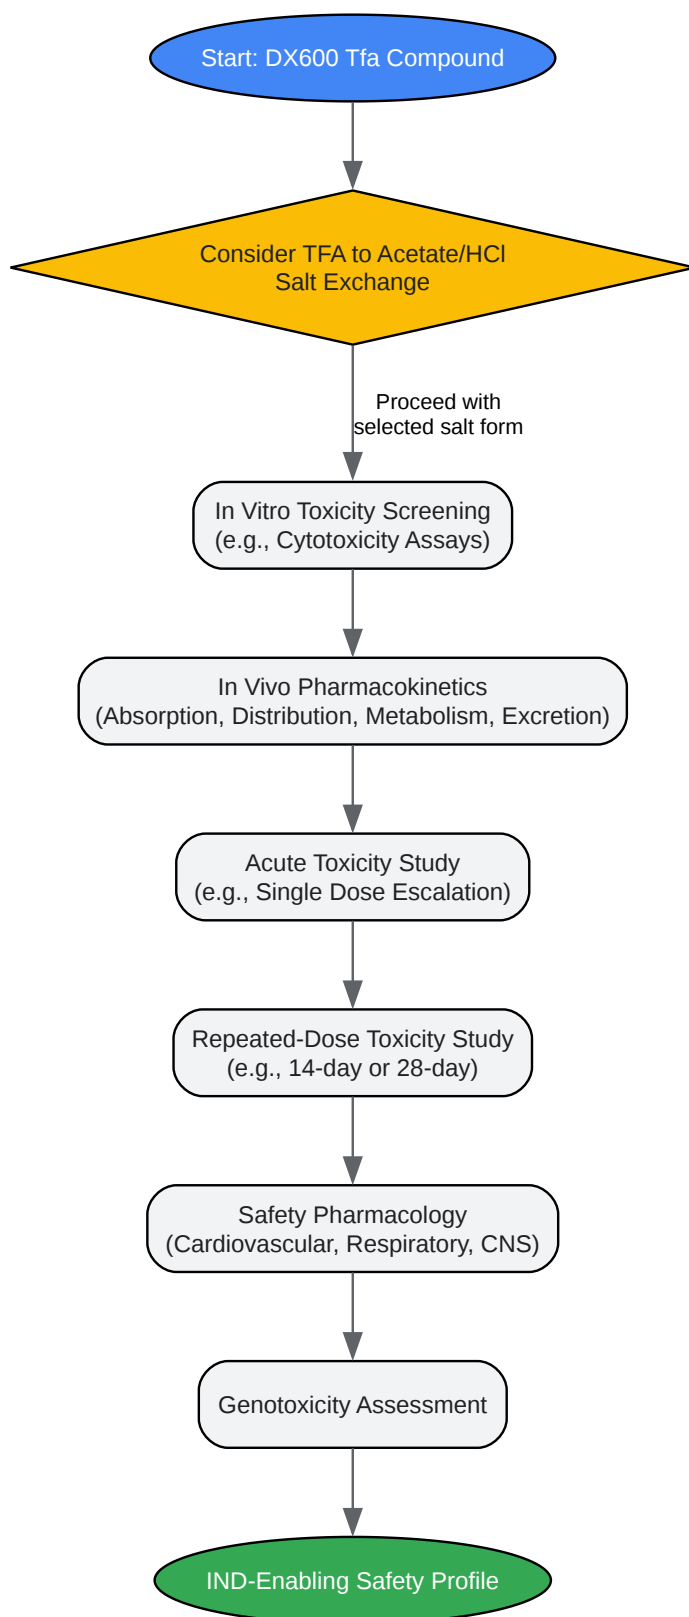 Start: DX600 Tfa Compound
Consider TFA to Acetate/HCl
Salt Exchange
Proceed with
selected salt form
In Vitro Toxicity Screening
(e.g., Cytotoxicity Assays)
In Vivo Pharmacokinetics
(Absorption, Distribution, Metabolism, Excretion)
Acute Toxicity Study
(e.g., Single Dose Escalation)
Repeated-Dose Toxicity Study
(e.g., 14-day or 28-day)
Safety Pharmacology
(Cardiovascular, Respiratory, CNS)
Genotoxicity Assessment
IND-Enabling Safety Profile